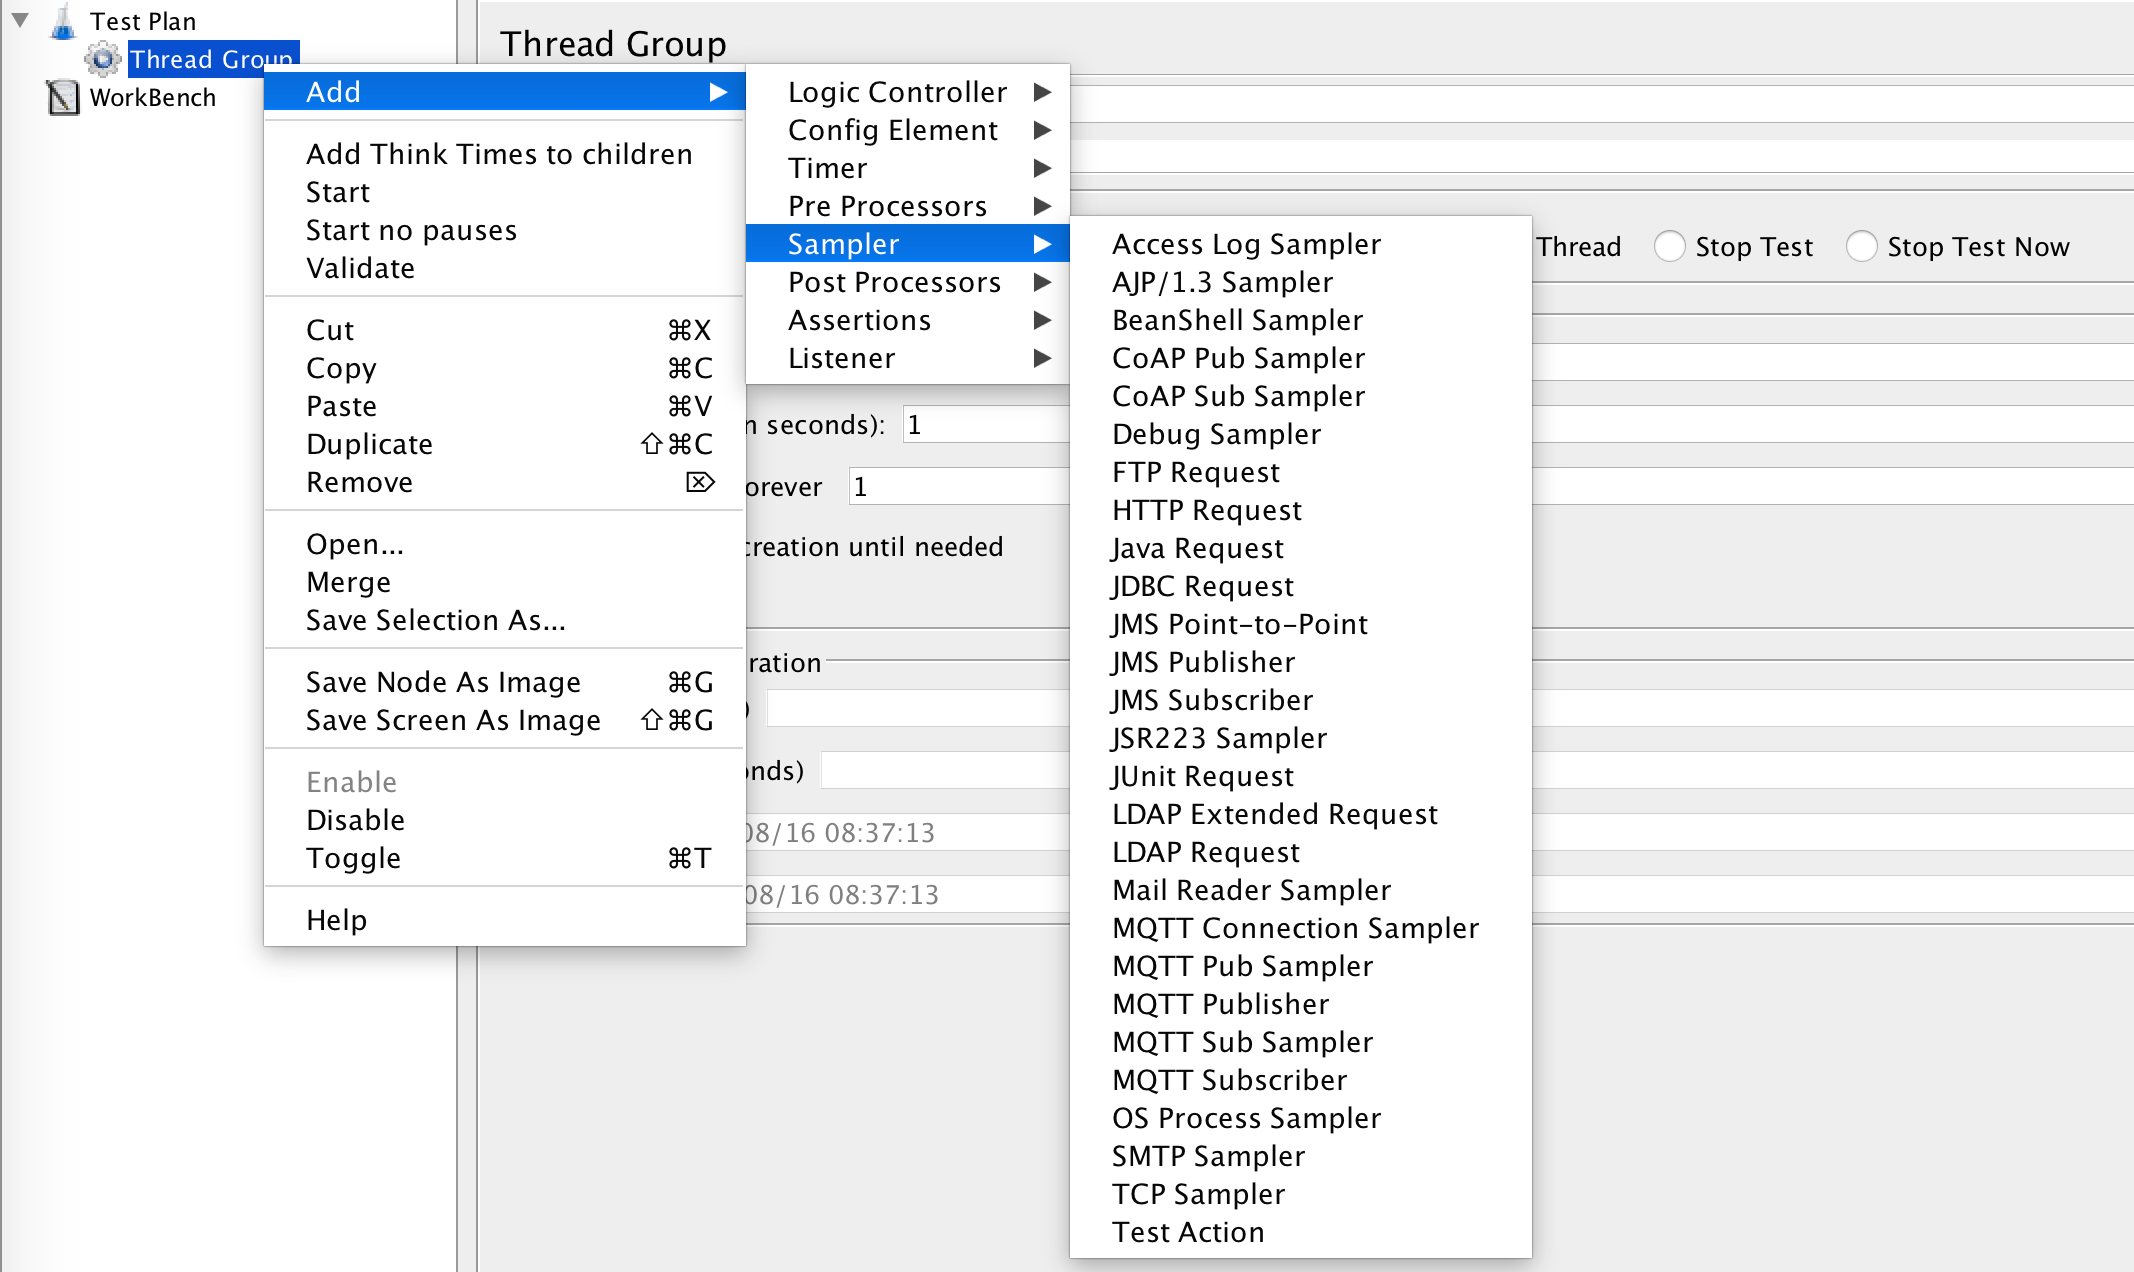 Test Plan
Thread Group
WorkBench
Add
Add Think Times to children
Start
Start no pauses
Validate
Cut ⌘X
Copy ⌘C
Paste ⌘V
Duplicate ⇧⌘C
Remove ⌦
Open...
Merge
Save Selection As...
Save Node As Image ⌘G
Save Screen As Image ⇧⌘G
Enable
Disable
Toggle ⌘T
Help
Thread Group
Logic Controller
Config Element
Timer
Pre Processors
Sampler
Post Processors
Assertions
Listener
Thread Stop Test Stop Test Now
n seconds): 1
orever 1
creation until needed
ration
)
onds)
08/16 08:37:13
08/16 08:37:13
Access Log Sampler
AJP/1.3 Sampler
BeanShell Sampler
CoAP Pub Sampler
CoAP Sub Sampler
Debug Sampler
FTP Request
HTTP Request
Java Request
JDBC Request
JMS Point-to-Point
JMS Publisher
JMS Subscriber
JSR223 Sampler
JUnit Request
LDAP Extended Request
LDAP Request
Mail Reader Sampler
MQTT Connection Sampler
MQTT Pub Sampler
MQTT Publisher
MQTT Sub Sampler
MQTT Subscriber
OS Process Sampler
SMTP Sampler
TCP Sampler
Test Action